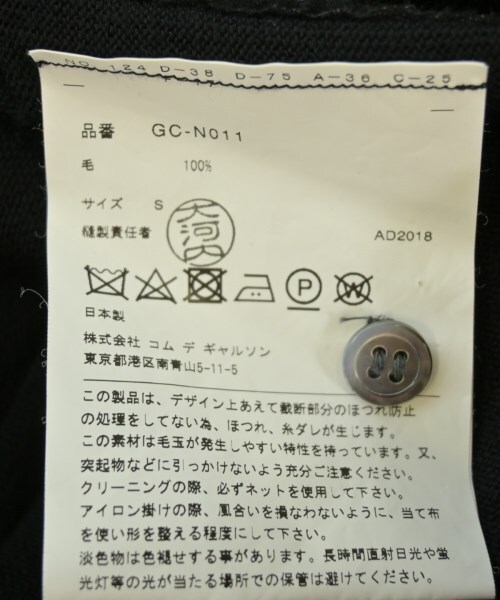 NO 124 D-38 D-75 A-36 C-25
品番 GC-N011
毛 100%
サイズ S
縫製責任者 大河内 AD2018
P W
日本製
株式会社 コム デ ギャルソン
東京都港区南青山5-11-5
この製品は、デザイン上あえて裁断部分のほつれ防止
の処理をしてない為、ほつれ、糸ダレが生じます。
この素材は毛玉が発生しやすい特性を持っています。又、
突起物などに引っかけないよう充分ご注意ください。
クリーニングの際、必ずネットを使用して下さい。
アイロン掛けの際、風合いを損なわないように、当て布
を使い形を整える程度にして下さい。
淡色物は色褪せする事があります。長時間直射日光や蛍
光灯等の光が当たる場所での保管は避けてください。